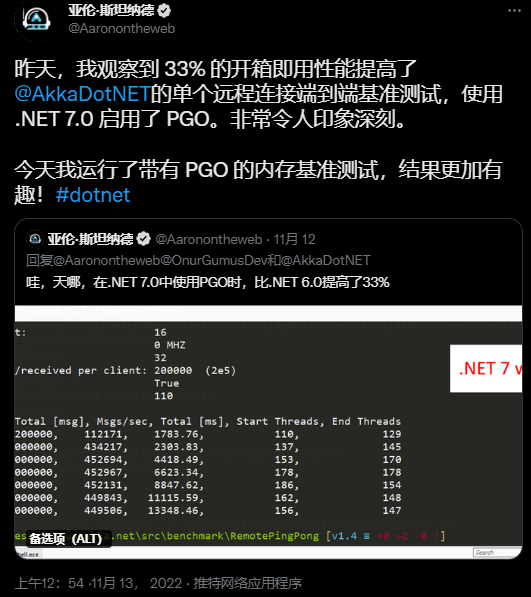 亚伦·斯坦纳德
@Aaronontheweb
昨天，我观察到 33% 的开箱即用性能提高了
@AkkaDotNET的单个远程连接端到端基准测试，使用
.NET 7.0 启用了 PGO。非常令人印象深刻。
今天我运行了带有 PGO 的内存基准测试，结果更加有
趣！#dotnet
亚伦·斯坦纳德 @Aaronontheweb · 11月 12
回复@Aaronontheweb@OnurGumusDev和@AkkaDotNET
哇，天哪，在.NET 7.0中使用PGO时，比.NET 6.0提高了33%
t: 16
0 MHZ
32
/received per client: 200000 (2e5)
True
110
.NET 7 v
Total [msg], Msgs/sec, Total [ms], Start Threads, End Threads
200000, 112171, 1783.76, 110, 129
000000, 434217, 2303.83, 137, 145
000000, 452694, 4418.49, 153, 170
000000, 452967, 6623.34, 178, 178
000000, 452131, 8847.62, 186, 154
000000, 449843, 11115.59, 162, 148
000000, 449506, 13348.46, 156, 147
备选项（ALT）
.net\src\benchmark\RemotePingPong [v1.4 ≡ +0 ~2 -0 !]
ell.exe
Search
上午12：54 ·11月 13， 2022 · 推特网络应用程序